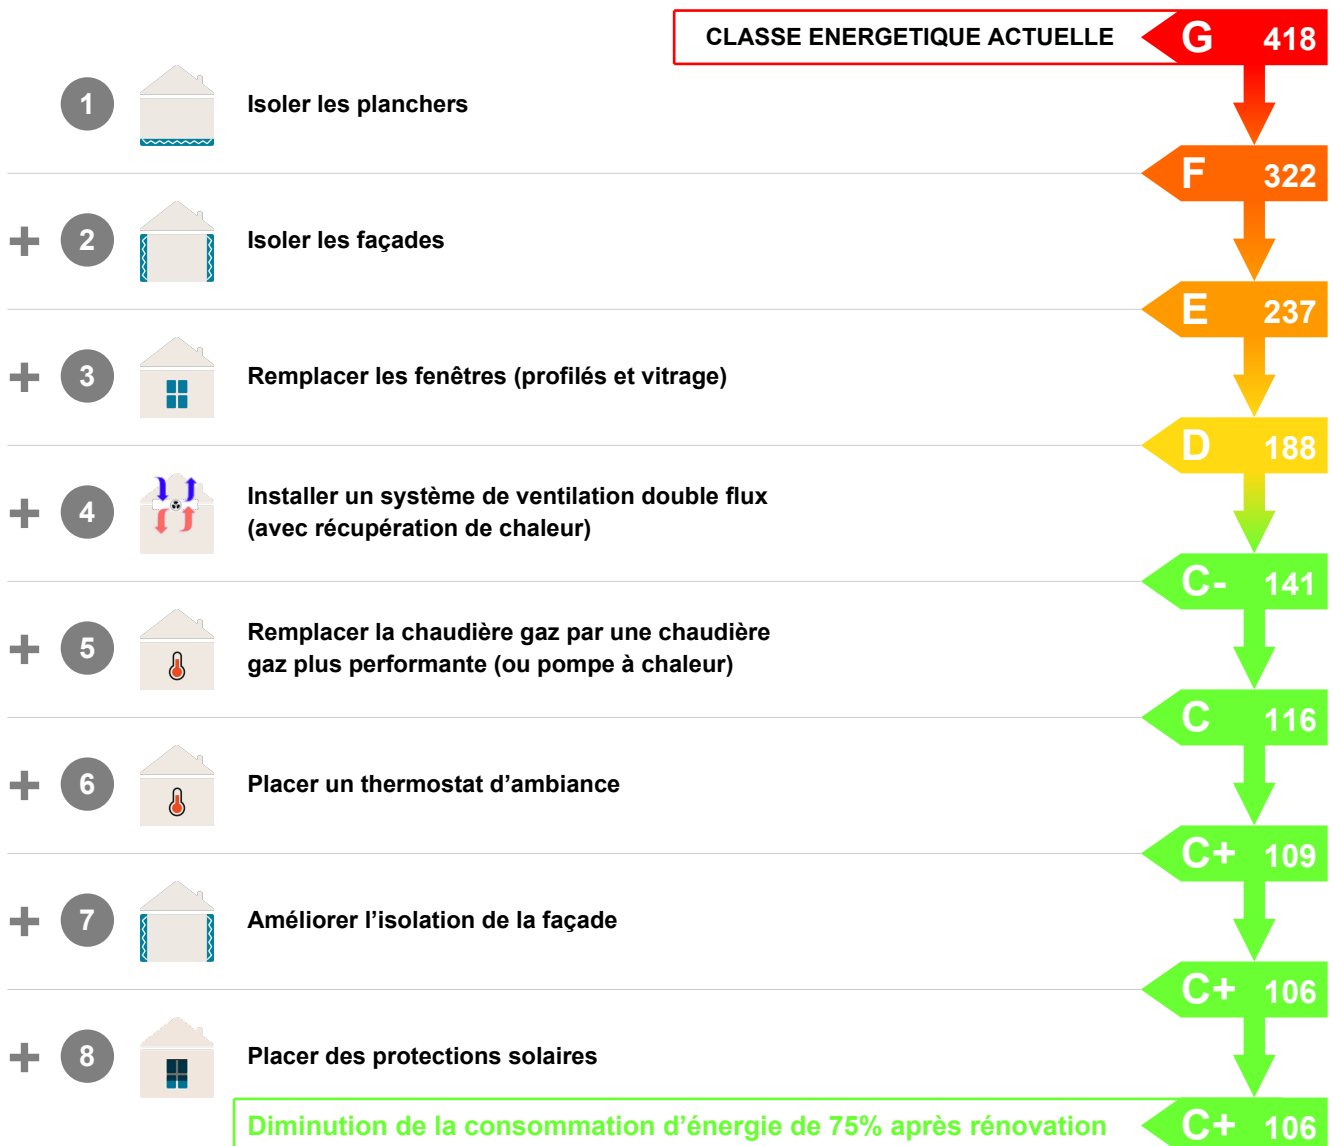 CLASSE ENERGETIQUE ACTUELLE G 418
1 Isoler les planchers
F 322
+ 2 Isoler les façades
E 237
+ 3 Remplacer les fenêtres (profilés et vitrage)
D 188
+ 4 Installer un système de ventilation double flux
(avec récupération de chaleur)
C- 141
+ 5 Remplacer la chaudière gaz par une chaudière
gaz plus performante (ou pompe à chaleur)
C 116
+ 6 Placer un thermostat d’ambiance
C+ 109
+ 7 Améliorer l’isolation de la façade
C+ 106
+ 8 Placer des protections solaires
Diminution de la consommation d’énergie de 75% après rénovation C+ 106